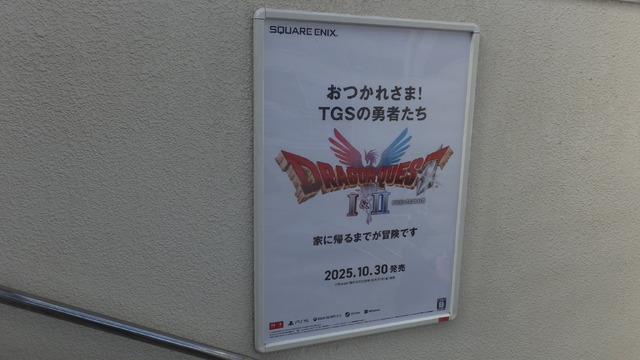 SQUARE ENIX
おつかれさま!
TGSの勇者たち
DRAGON QUEST
I&II
家に帰るまでが冒険です
2025.10.30 発売